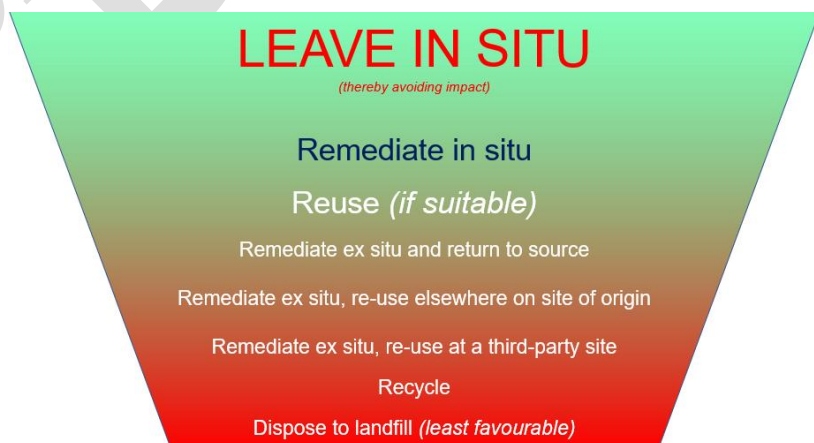 LEAVE IN SITU
(thereby avoiding impact)
Remediate in situ
Reuse (if suitable)
Remediate ex situ and return to source
Remediate ex situ, re-use elsewhere on site of origin
Remediate ex situ, re-use at a third-party site
Recycle
Dispose to landfill (least favourable)